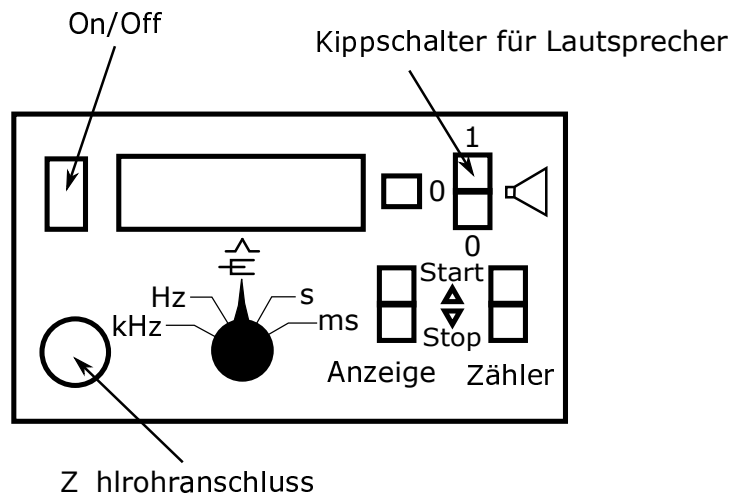 On/Off
Kippschalter für Lautsprecher
1
0
0
Hz
s
kHz
ms
Start
Stop
Anzeige
Zähler
Z hlrohranschluss